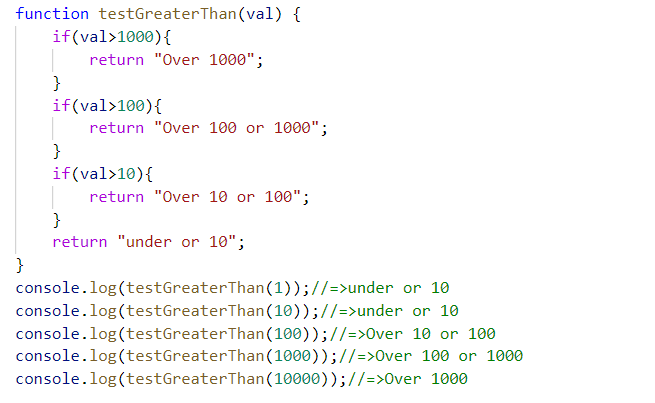 function testGreaterThan(val) {
    if(val>1000){
        return "Over 1000";
    }
    if(val>100){
        return "Over 100 or 1000";
    }
    if(val>10){
        return "Over 10 or 100";
    }
    return "under or 10";
}
console.log(testGreaterThan(1));//=>under or 10
console.log(testGreaterThan(10));//=>under or 10
console.log(testGreaterThan(100));//=>Over 10 or 100
console.log(testGreaterThan(1000));//=>Over 100 or 1000
console.log(testGreaterThan(10000));//=>Over 1000